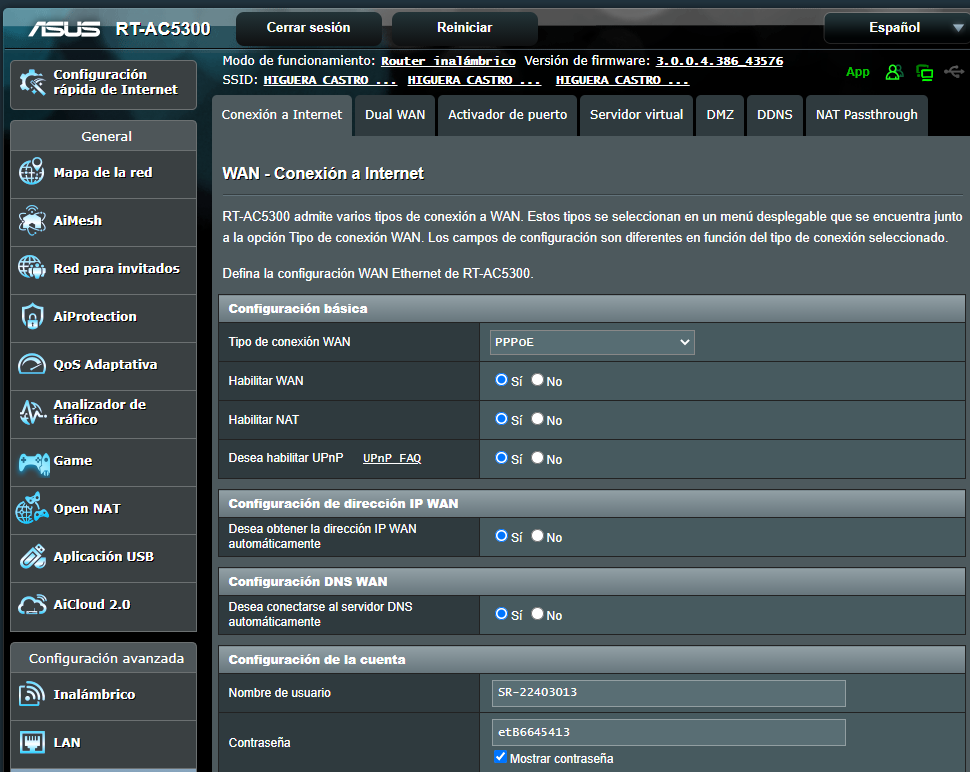 ASUS RT-AC5300 Cerrar sesión Reiniciar Español
Modo de funcionamiento: Router inalámbrico Versión de firmware: 3.0.0.4.386_43576
SSID: HIGUERA CASTRO ... HIGUERA CASTRO ... HIGUERA CASTRO ...
App
Configuración
rápida de Internet
General
Mapa de la red
AiMesh
Red para invitados
AiProtection
QoS Adaptativa
Analizador de
tráfico
Game
Open NAT
Aplicación USB
AiCloud 2.0
Configuración avanzada
Inalámbrico
LAN
Conexión a Internet Dual WAN Activador de puerto Servidor virtual DMZ DDNS NAT Passthrough
WAN - Conexión a Internet
RT-AC5300 admite varios tipos de conexión a WAN. Estos tipos se seleccionan en un menú desplegable que se encuentra junto
a la opción Tipo de conexión WAN. Los campos de configuración son diferentes en función del tipo de conexión seleccionado.
Defina la configuración WAN Ethernet de RT-AC5300.
Configuración básica
Tipo de conexión WAN PPPoE
Habilitar WAN Sí No
Habilitar NAT Sí No
Desea habilitar UPnP UPnP FAQ Sí No
Configuración de dirección IP WAN
Desea obtener la dirección IP WAN
automáticamente Sí No
Configuración DNS WAN
Desea conectarse al servidor DNS
automáticamente Sí No
Configuración de la cuenta
Nombre de usuario SR-22403013
Contraseña etB6645413
Mostrar contraseña